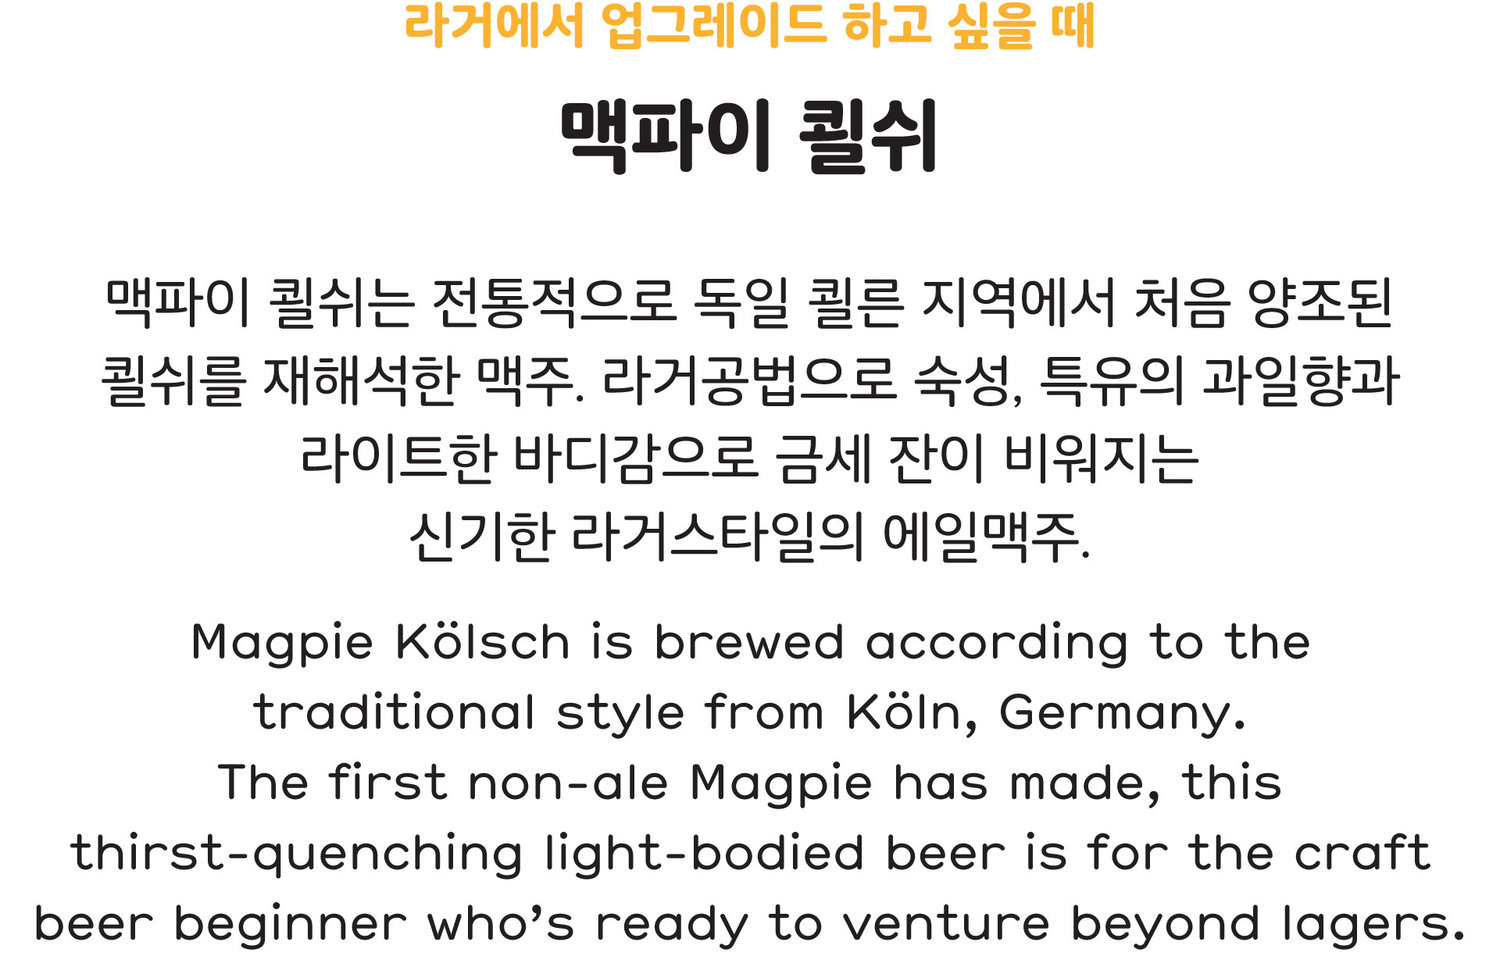 라거에서 업그레이드 하고 싶을 때
맥파이 쾰쉬
맥파이 쾰쉬는 전통적으로 독일 쾰른 지역에서 처음 양조된
쾰쉬를 재해석한 맥주. 라거공법으로 숙성, 특유의 과일향과
라이트한 바디감으로 금세 잔이 비워지는
신기한 라거스타일의 에일맥주.
Magpie Kölsch is brewed according to the
traditional style from Köln, Germany.
The first non-ale Magpie has made, this
thirst-quenching light-bodied beer is for the craft
beer beginner who’s ready to venture beyond lagers.